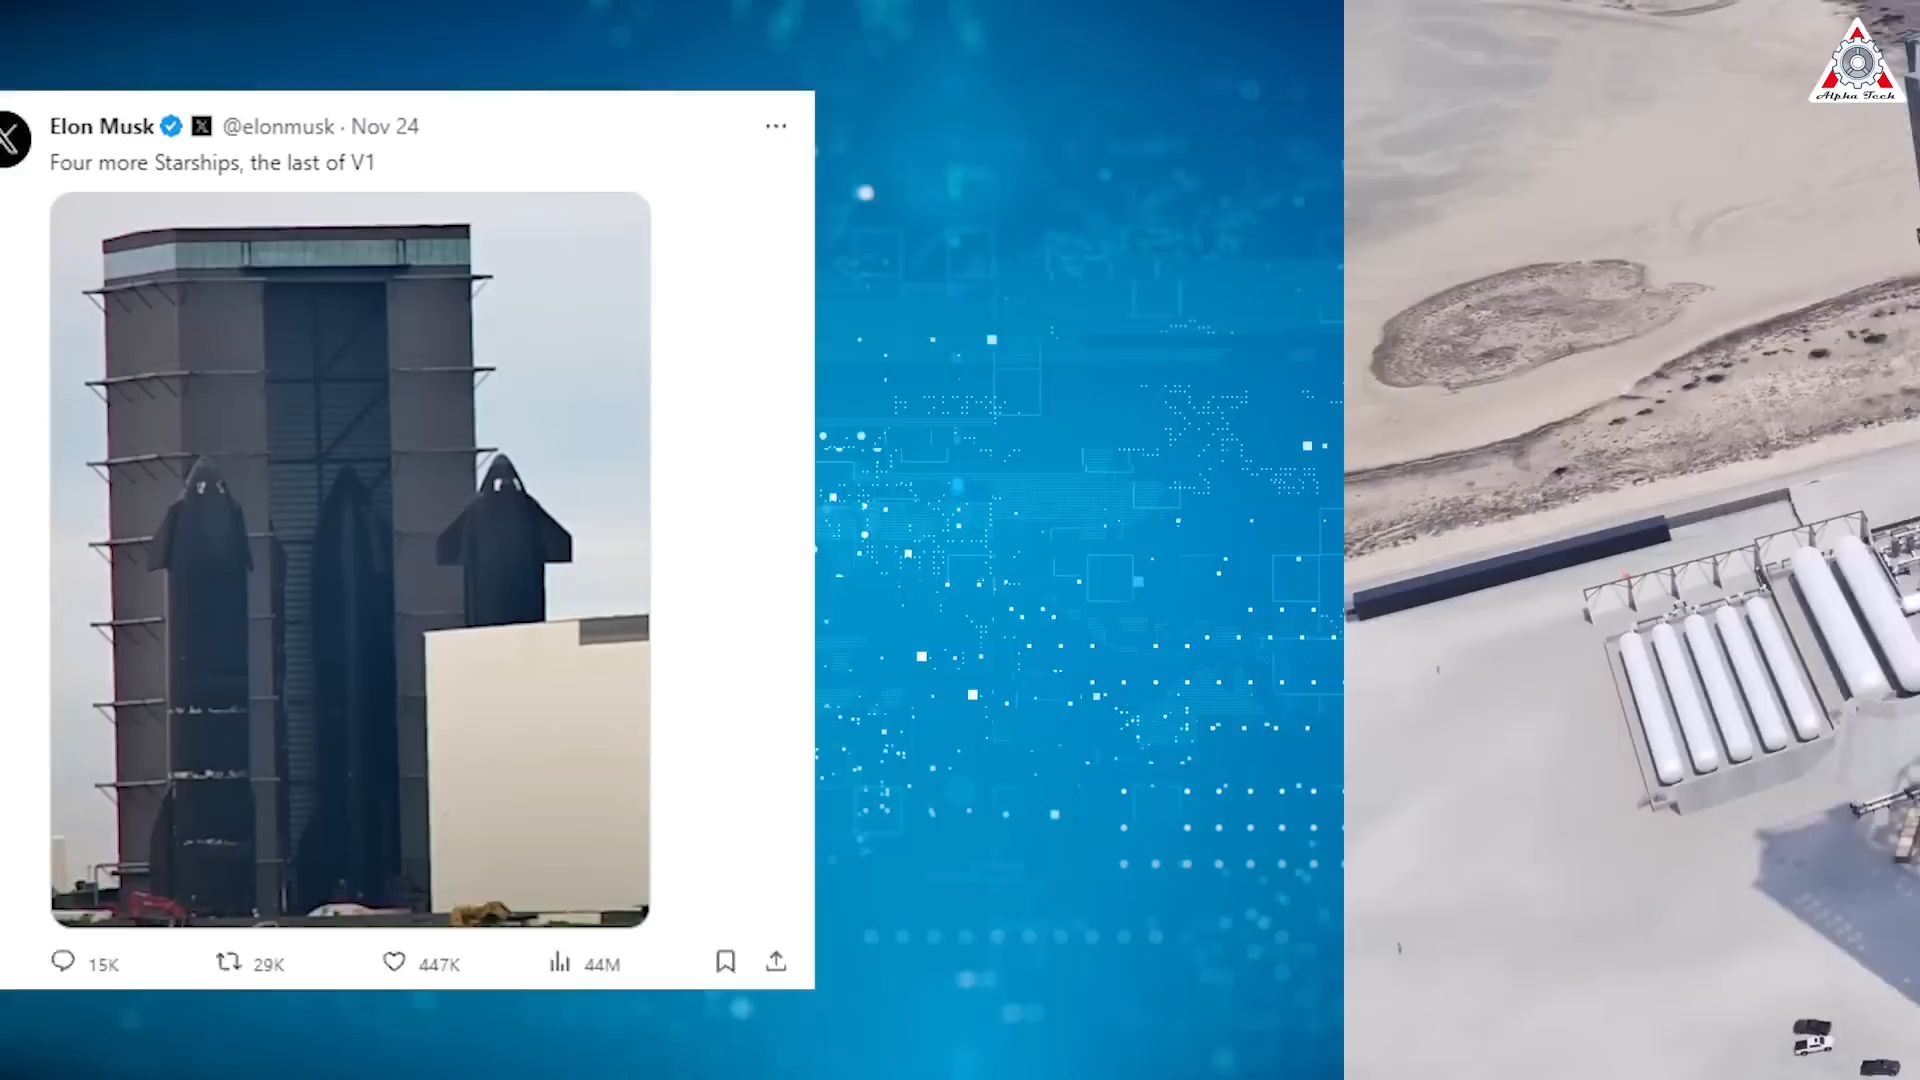 Elon Musk @elonmusk · Nov 24
Four more Starships, the last of V1
15K 29K 447K 44M
Alpha Tech